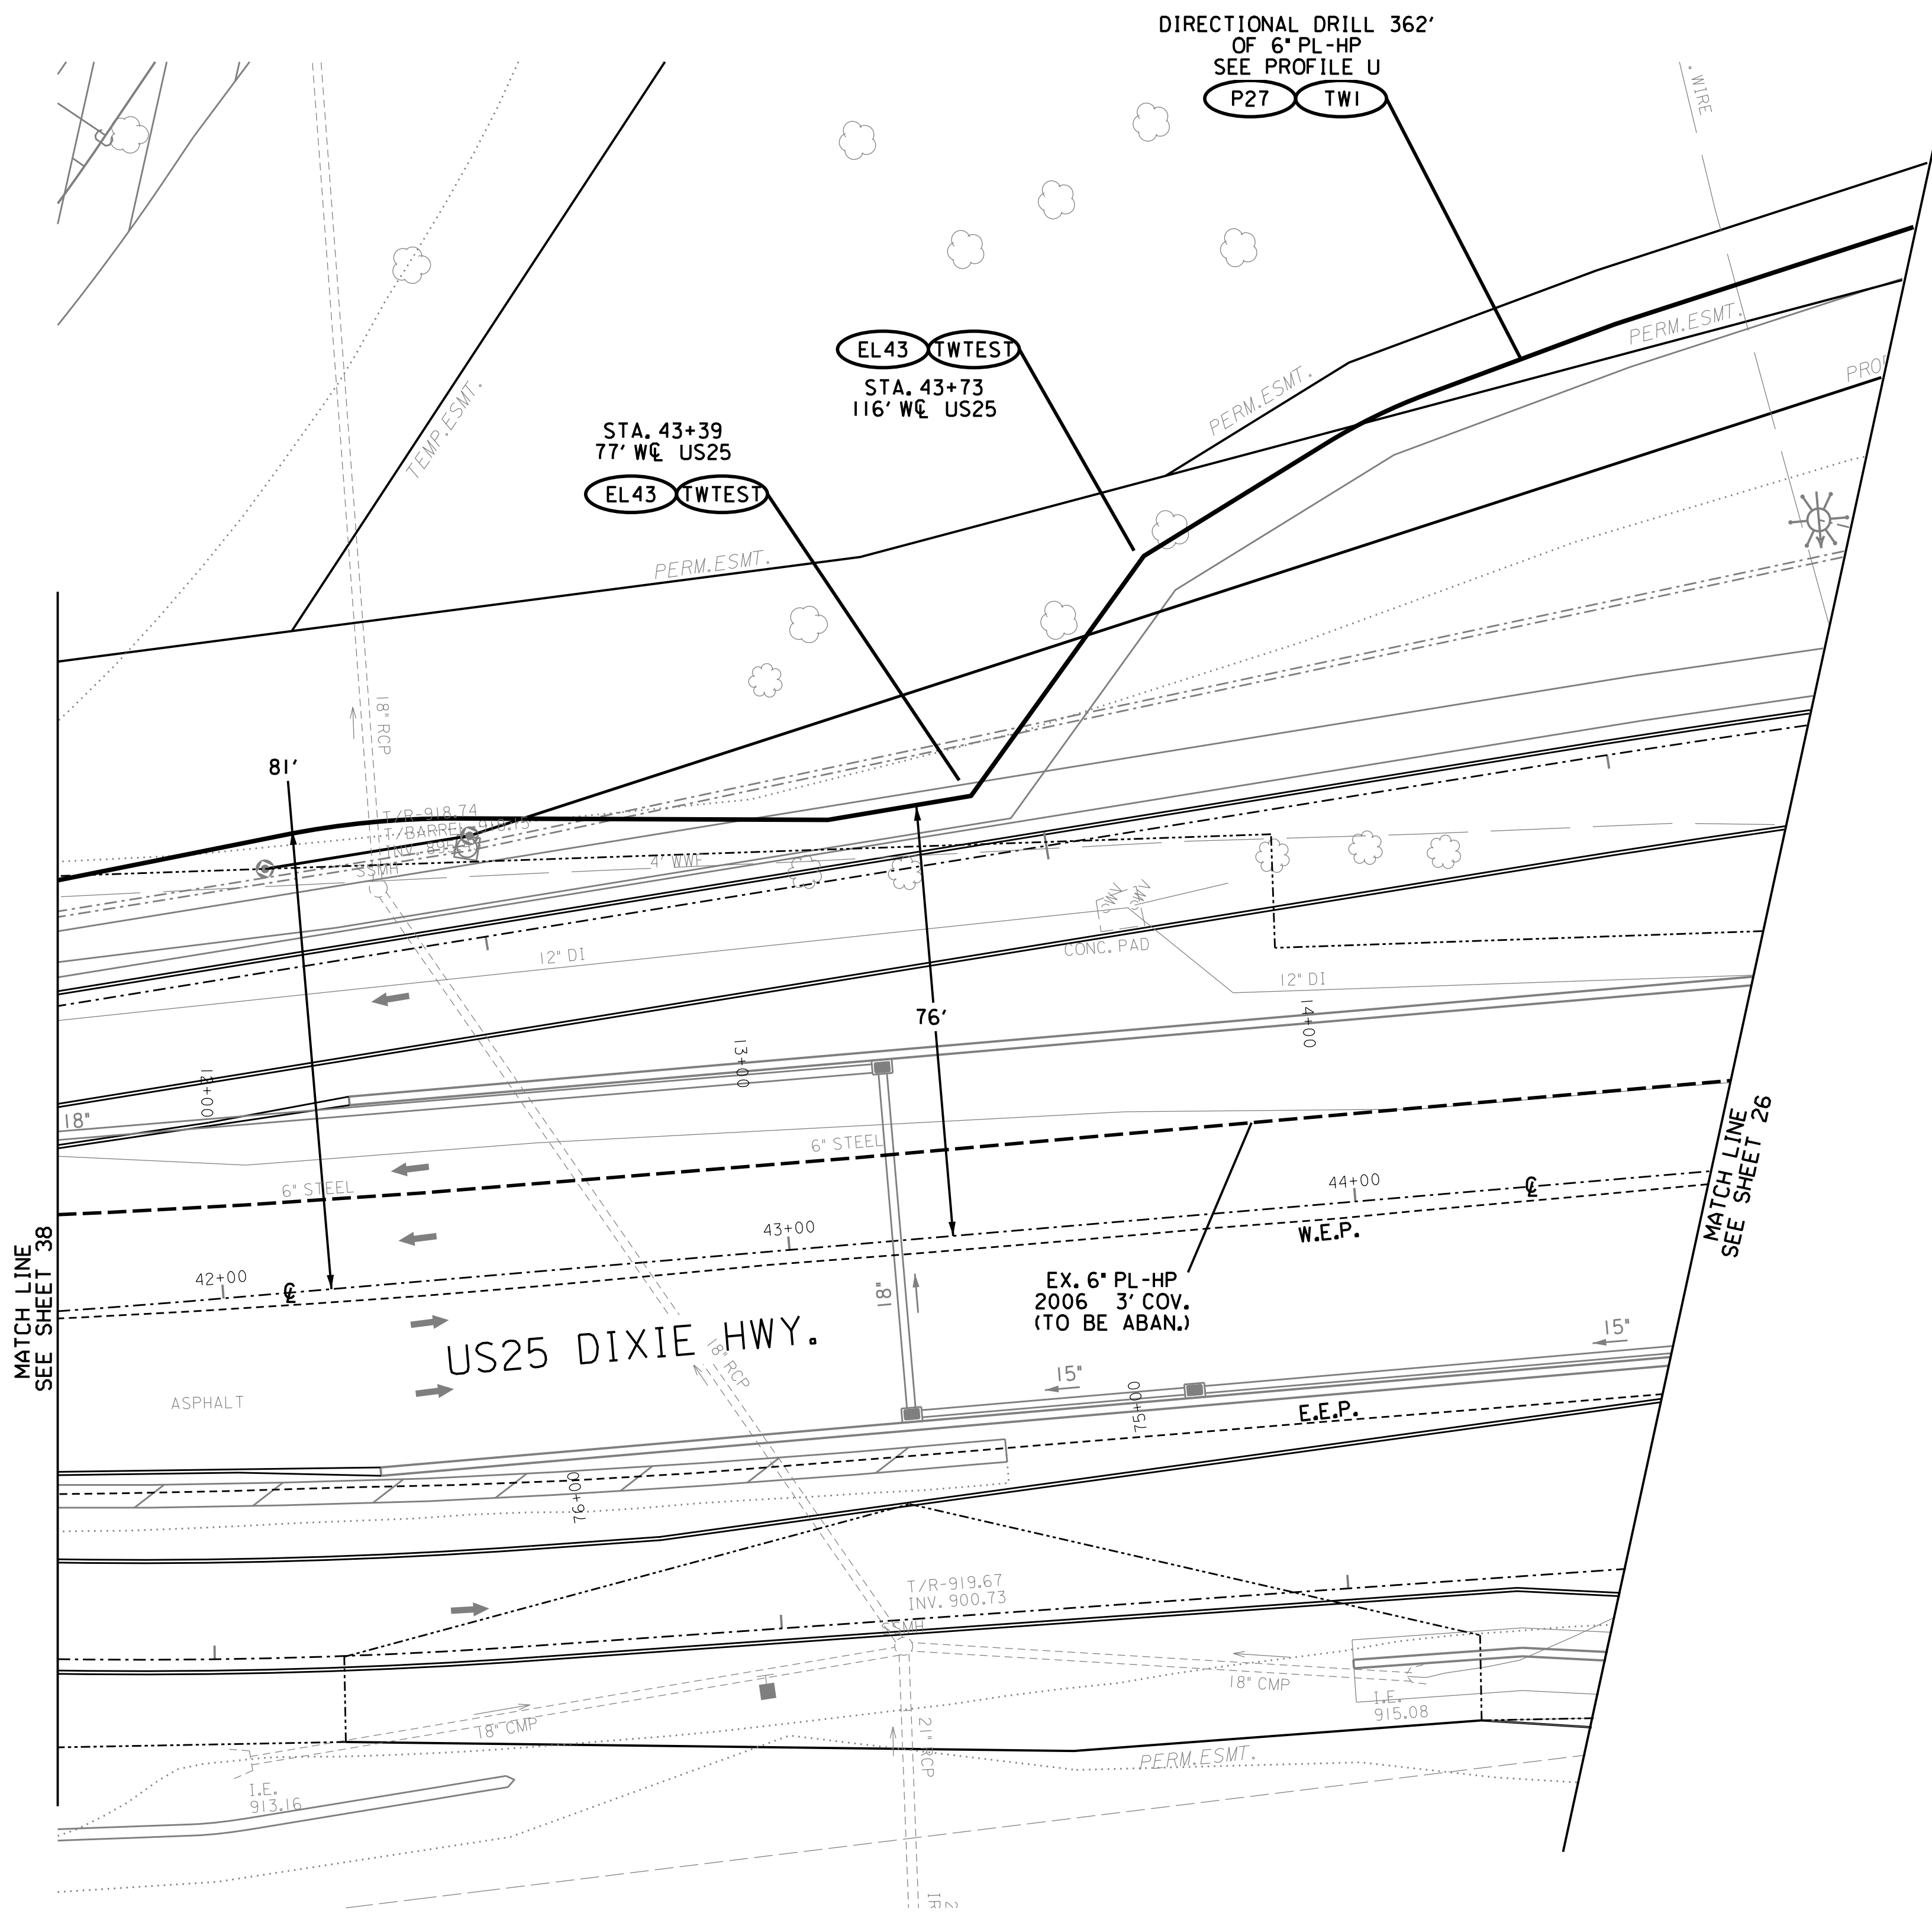 DIRECTIONAL DRILL 362'
OF 6" PL-HP
SEE PROFILE U
P27 TW1
WIRE
EL43 TWTEST
STA. 43+73
116' W℄ US25
STA. 43+39
77' W℄ US25
EL43 TWTEST
TEMP.ESMT.
PERM.ESMT.
PERM.ESMT.
PERM.ESMT.
18" RCP
81'
T/R-918.74
T/BARREL
INV.
SSMH
4' WWF
12" DI
CONC. PAD
12" DI
76'
12+00
13+00
14+00
18"
6" STEEL
6" STEEL
42+00
℄
43+00
44+00
℄
W.E.P.
MATCH LINE
SEE SHEET 38
MATCH LINE
SEE SHEET 26
EX. 6" PL-HP
2006 3' COV.
(TO BE ABAN.)
18"
US25 DIXIE HWY.
18" RCP
ASPHALT
15"
15"
75+00
E.E.P.
76+00
T/R-919.67
INV. 900.73
SSMH
18" CMP
18" CMP
I.E.
915.08
21" RCP
PERM.ESMT.
I.E.
913.16